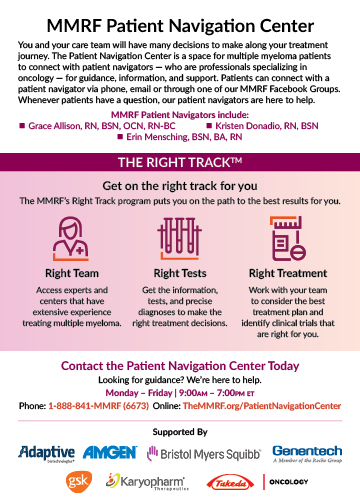 MMRF Patient Navigation Center
You and your care team will have many decisions to make along your treatment
journey. The Patient Navigation Center is a space for multiple myeloma patients
to connect with patient navigators — who are professionals specializing in
oncology — for guidance, information, and support. Patients can connect with a
patient navigator via phone, email or through one of our MMRF Facebook Groups.
Whenever patients have a question, our patient navigators are here to help.
MMRF Patient Navigators include:
■ Grace Allison, RN, BSN, OCN, RN-BC ■ Kristen Donadio, RN, BSN
■ Erin Mensching, BSN, BA, RN
THE RIGHT TRACK™
Get on the right track for you
The MMRF's Right Track program puts you on the path to the best results for you.
Right Team
Access experts and
centers that have
extensive experience
treating multiple myeloma.
Right Tests
Get the information,
tests, and precise
diagnoses to make the
right treatment decisions.
Right Treatment
Work with your team
to consider the best
treatment plan and
identify clinical trials that
are right for you.
Contact the Patient Navigation Center Today
Looking for guidance? We're here to help.
Monday – Friday | 9:00AM – 7:00PM ET
Phone: 1-888-841-MMRF (6673) Online: TheMMRF.org/PatientNavigationCenter
Supported By
Adaptive
biotechnologies
AMGEN
Bristol Myers Squibb
Genentech
A Member of the Roche Group
gsk
Karyopharm
Therapeutics
Takeda ONCOLOGY